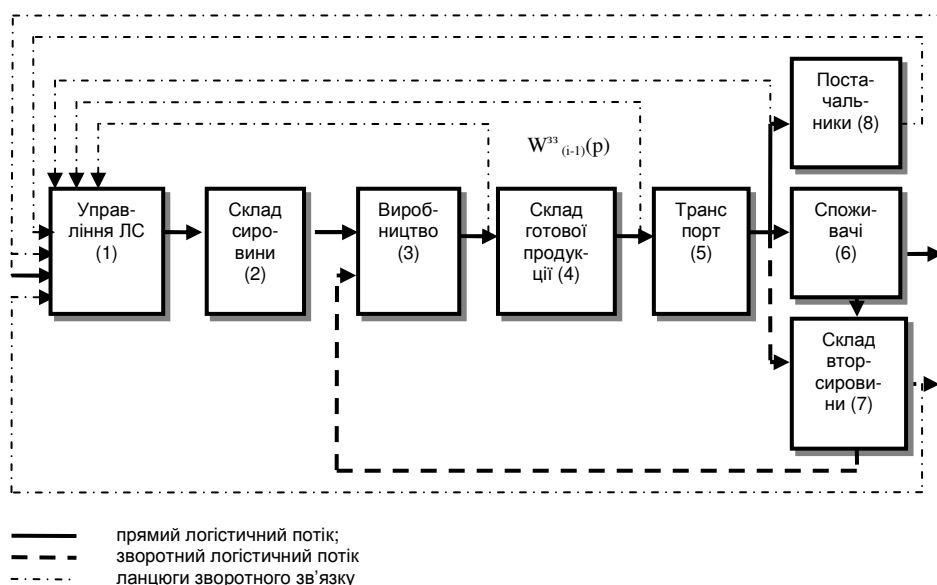 Поста-
чаль-
ники (8)
W³³ (i-1)(p)
Управ-
ління ЛС
(1)
Склад
сиро-
вини
(2)
Вироб-
ництво
(3)
Склад
готової
продук-
ції (4)
Транс
порт
(5)
Спожи-
вачі
(6)
Склад
втор-
сирови-
ни (7)
прямий логістичний потік;
зворотний логістичний потік
ланцюги зворотного зв'язку